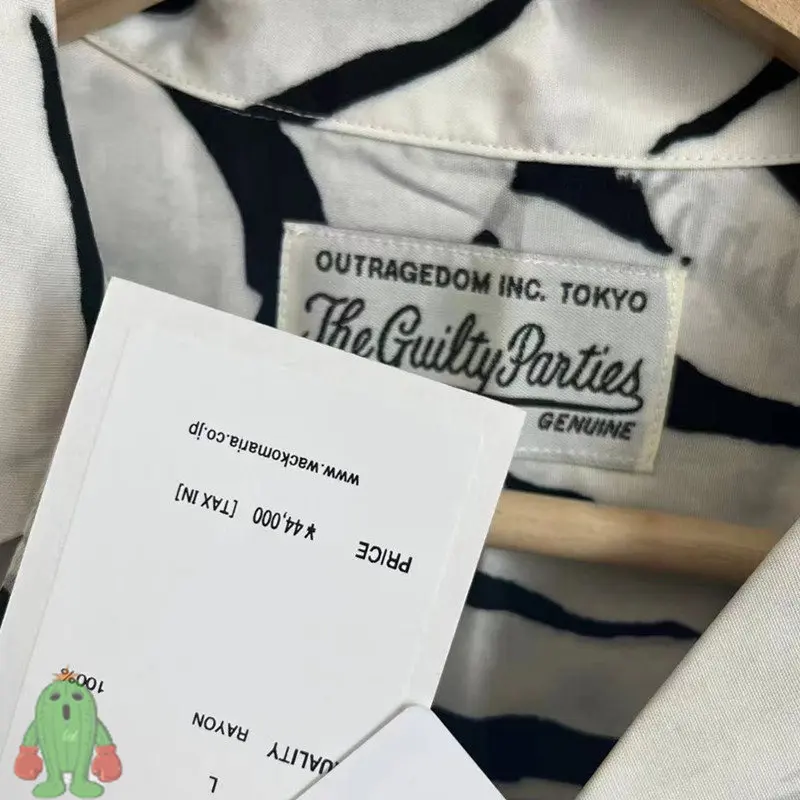 OUTRAGEDOM INC. TOKYO
The Guilty Parties
GENUINE
L
QUALITY RAYON
100%
PRICE ¥44,000 [TAX IN]
www.wackomaria.co.jp